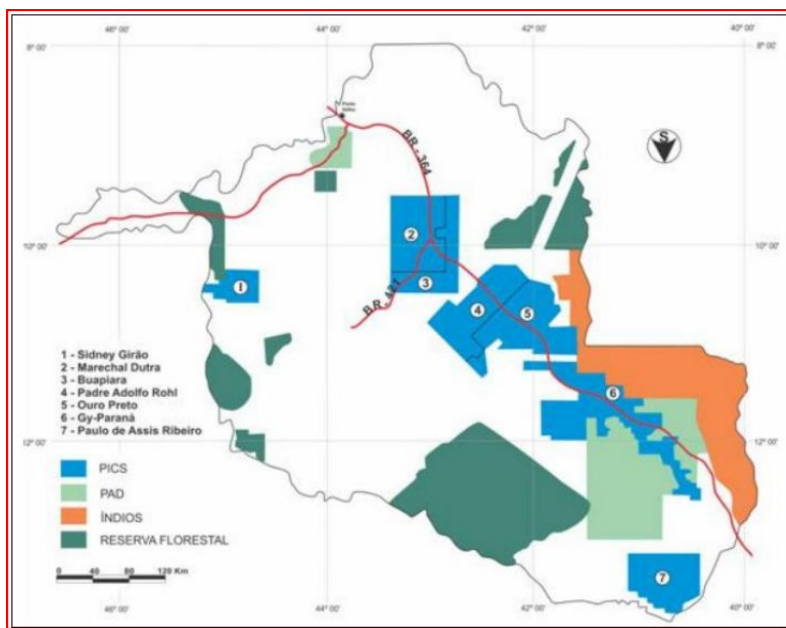 46° 00' 44° 00' 42° 00' 40° 00'
8° 00' 8° 00'
Porto Velho
BR - 364
S
10° 00' 10° 00'
2
3
1
BR - 421
4
5
6
7
1 - Sidney Girão
2 - Marechal Dutra
3 - Buapiara
4 - Padre Adolfo Rohl
5 - Ouro Preto
6 - Gy-Paraná
7 - Paulo de Assis Ribeiro
12° 00' 12° 00'
PICS
PAD
ÍNDIOS
RESERVA FLORESTAL
0 40 80 120 Km
46° 00' 44° 00' 42° 00' 40° 00'